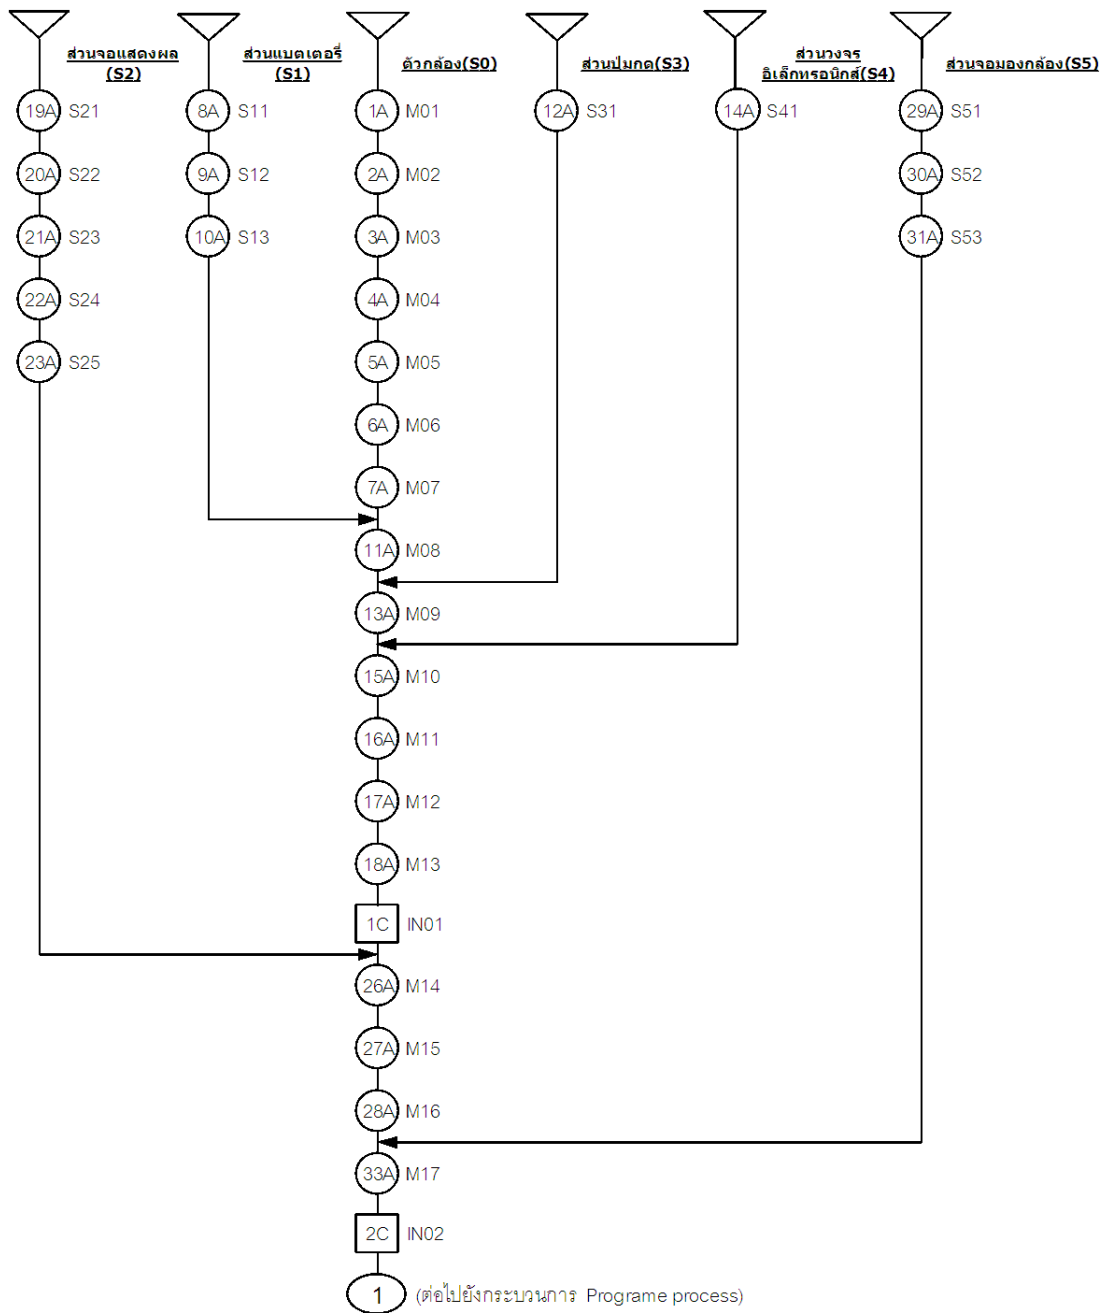 ส่วนจอแสดงผล
(S2)
ส่วนแบตเตอรี่
(S1)
ตัวกล้อง(S0)
ส่วนปุ่มกด(S3)
ส่วนวงจร
อิเล็กทรอนิกส์(S4)
ส่วนจอมองกล้อง(S5)
19A S21
8A S11
1A M01
12A S31
14A S41
29A S51
20A S22
9A S12
2A M02
30A S52
21A S23
10A S13
3A M03
31A S53
22A S24
4A M04
23A S25
5A M05
6A M06
7A M07
11A M08
13A M09
15A M10
16A M11
17A M12
18A M13
1C IN01
26A M14
27A M15
28A M16
33A M17
2C IN02
1 (ต่อไปยังกระบวนการ Programe process)